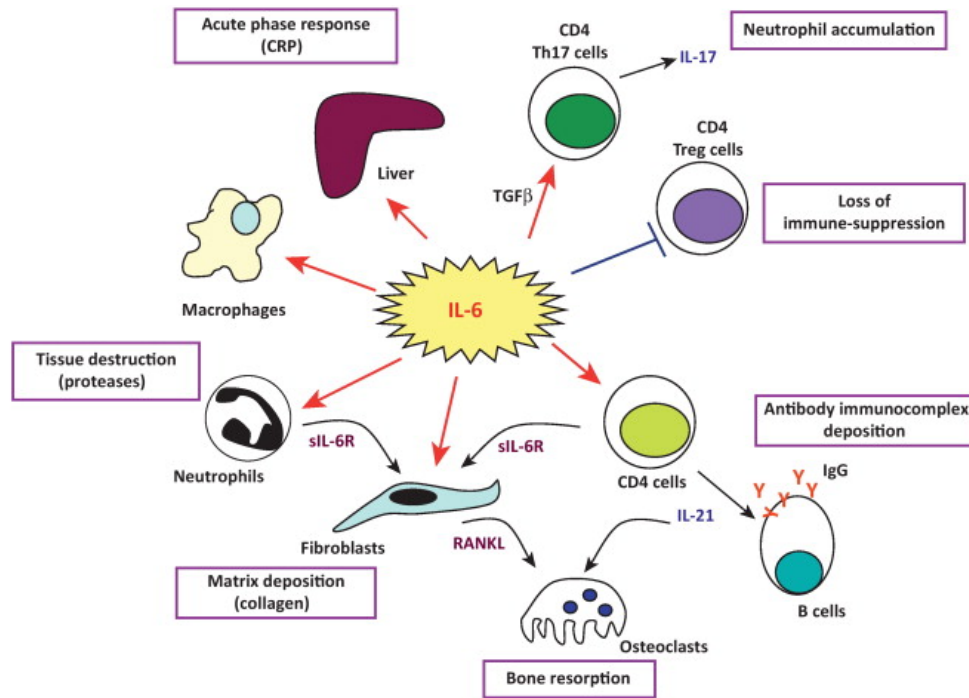 Acute phase response
(CRP)
CD4
Th17 cells
IL-17
Neutrophil accumulation
Liver
TGFβ
CD4
Treg cells
Loss of
immune-suppression
Macrophages
IL-6
Tissue destruction
(proteases)
Neutrophils
sIL-6R
sIL-6R
CD4 cells
Antibody immunocomplex
deposition
IgG
Y
Y
Y
Y
Y
Fibroblasts
RANKL
IL-21
B cells
Matrix deposition
(collagen)
Osteoclasts
Bone resorption